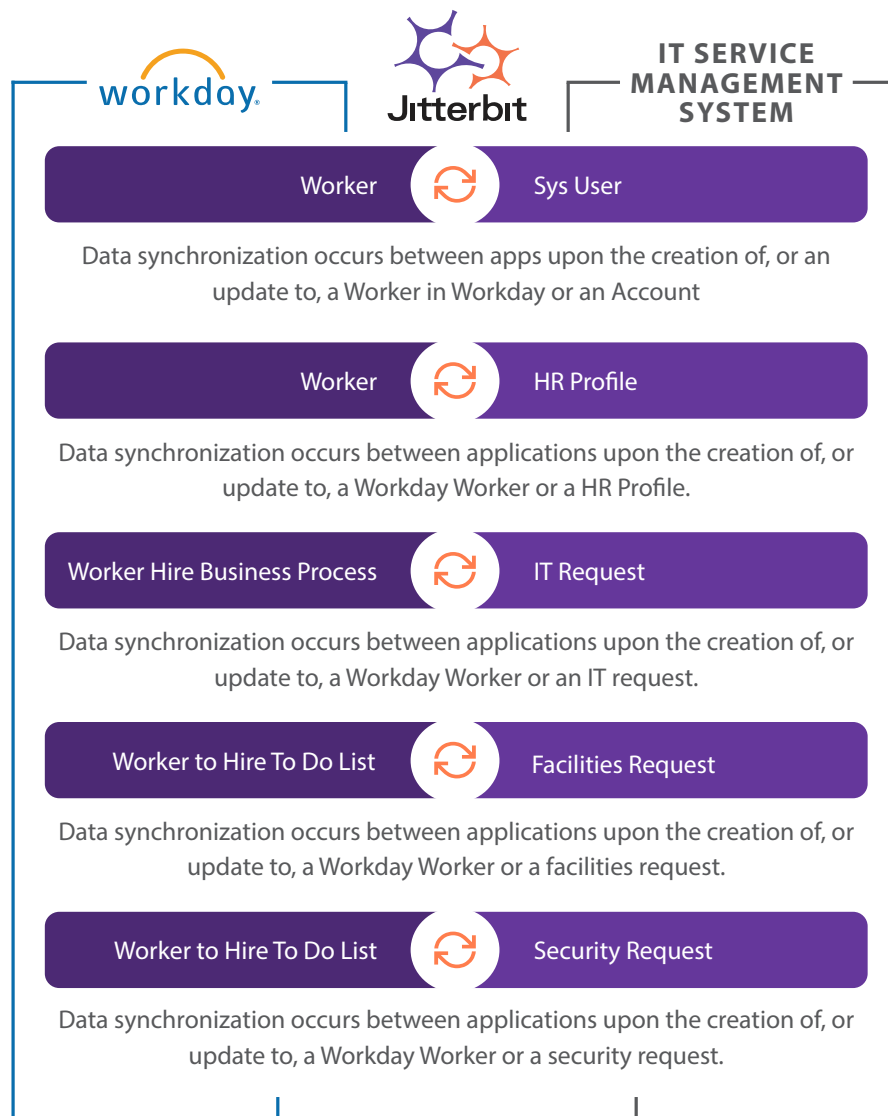 workday.
Jitterbit
IT SERVICE
MANAGEMENT
SYSTEM
Worker Sys User
Data synchronization occurs between apps upon the creation of, or an
update to, a Worker in Workday or an Account
Worker HR Profile
Data synchronization occurs between applications upon the creation of, or
update to, a Workday Worker or a HR Profile.
Worker Hire Business Process IT Request
Data synchronization occurs between applications upon the creation of, or
update to, a Workday Worker or an IT request.
Worker to Hire To Do List Facilities Request
Data synchronization occurs between applications upon the creation of, or
update to, a Workday Worker or a facilities request.
Worker to Hire To Do List Security Request
Data synchronization occurs between applications upon the creation of, or
update to, a Workday Worker or a security request.